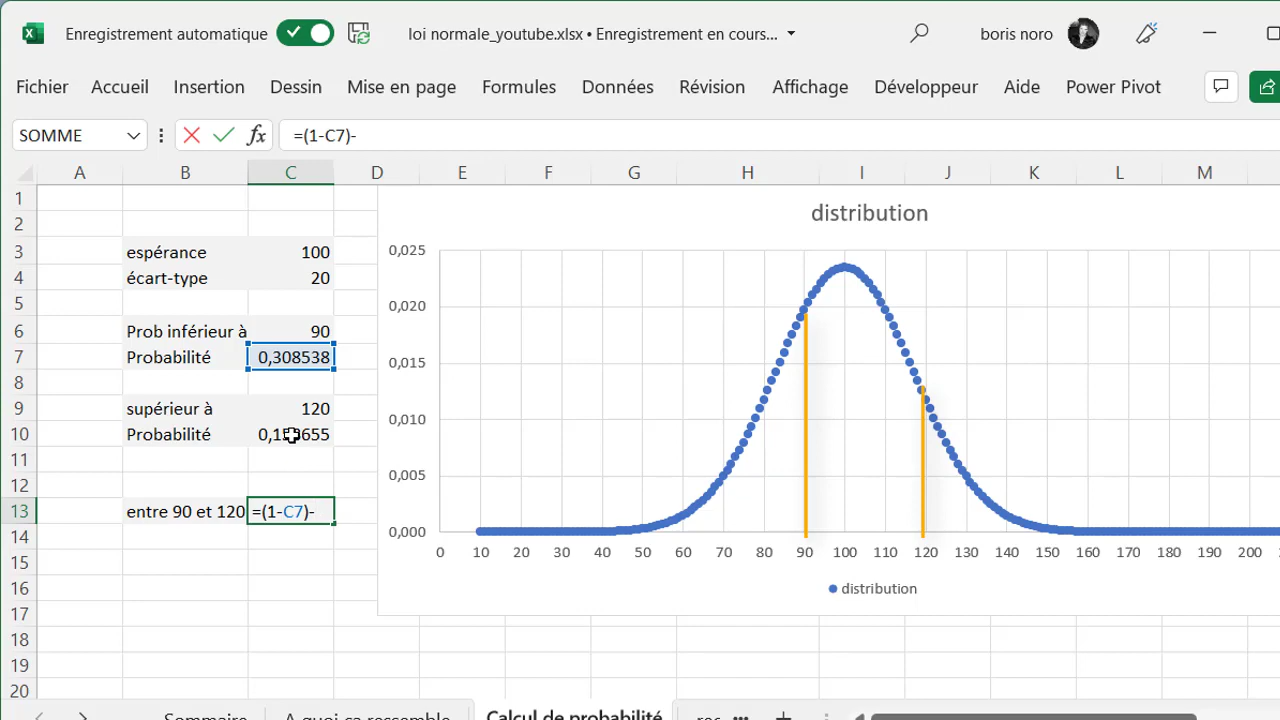 Enregistrement automatique
loi normale_youtube.xlsx • Enregistrement en cours...
boris noro
Fichier Accueil Insertion Dessin Mise en page Formules Données Révision Affichage Développeur Aide Power Pivot
SOMME fx =(1-C7)-
A B C D E F G H I J K L M
1
2
3 espérance 100
4 écart-type 20
5
6 Prob inférieur à 90
7 Probabilité 0,308538
8
9 supérieur à 120
10 Probabilité
11
12
13 entre 90 et 120 =(1-C7)-
14
15
16
17
18
19
20
distribution
0,025
0,020
0,015
0,010
0,005
0,000
0 10 20 30 40 50 60 70 80 90 100 110 120 130 140 150 160 170 180 190 200
distribution
Sommaire A quoi ça ressemble Calcul de probabilité